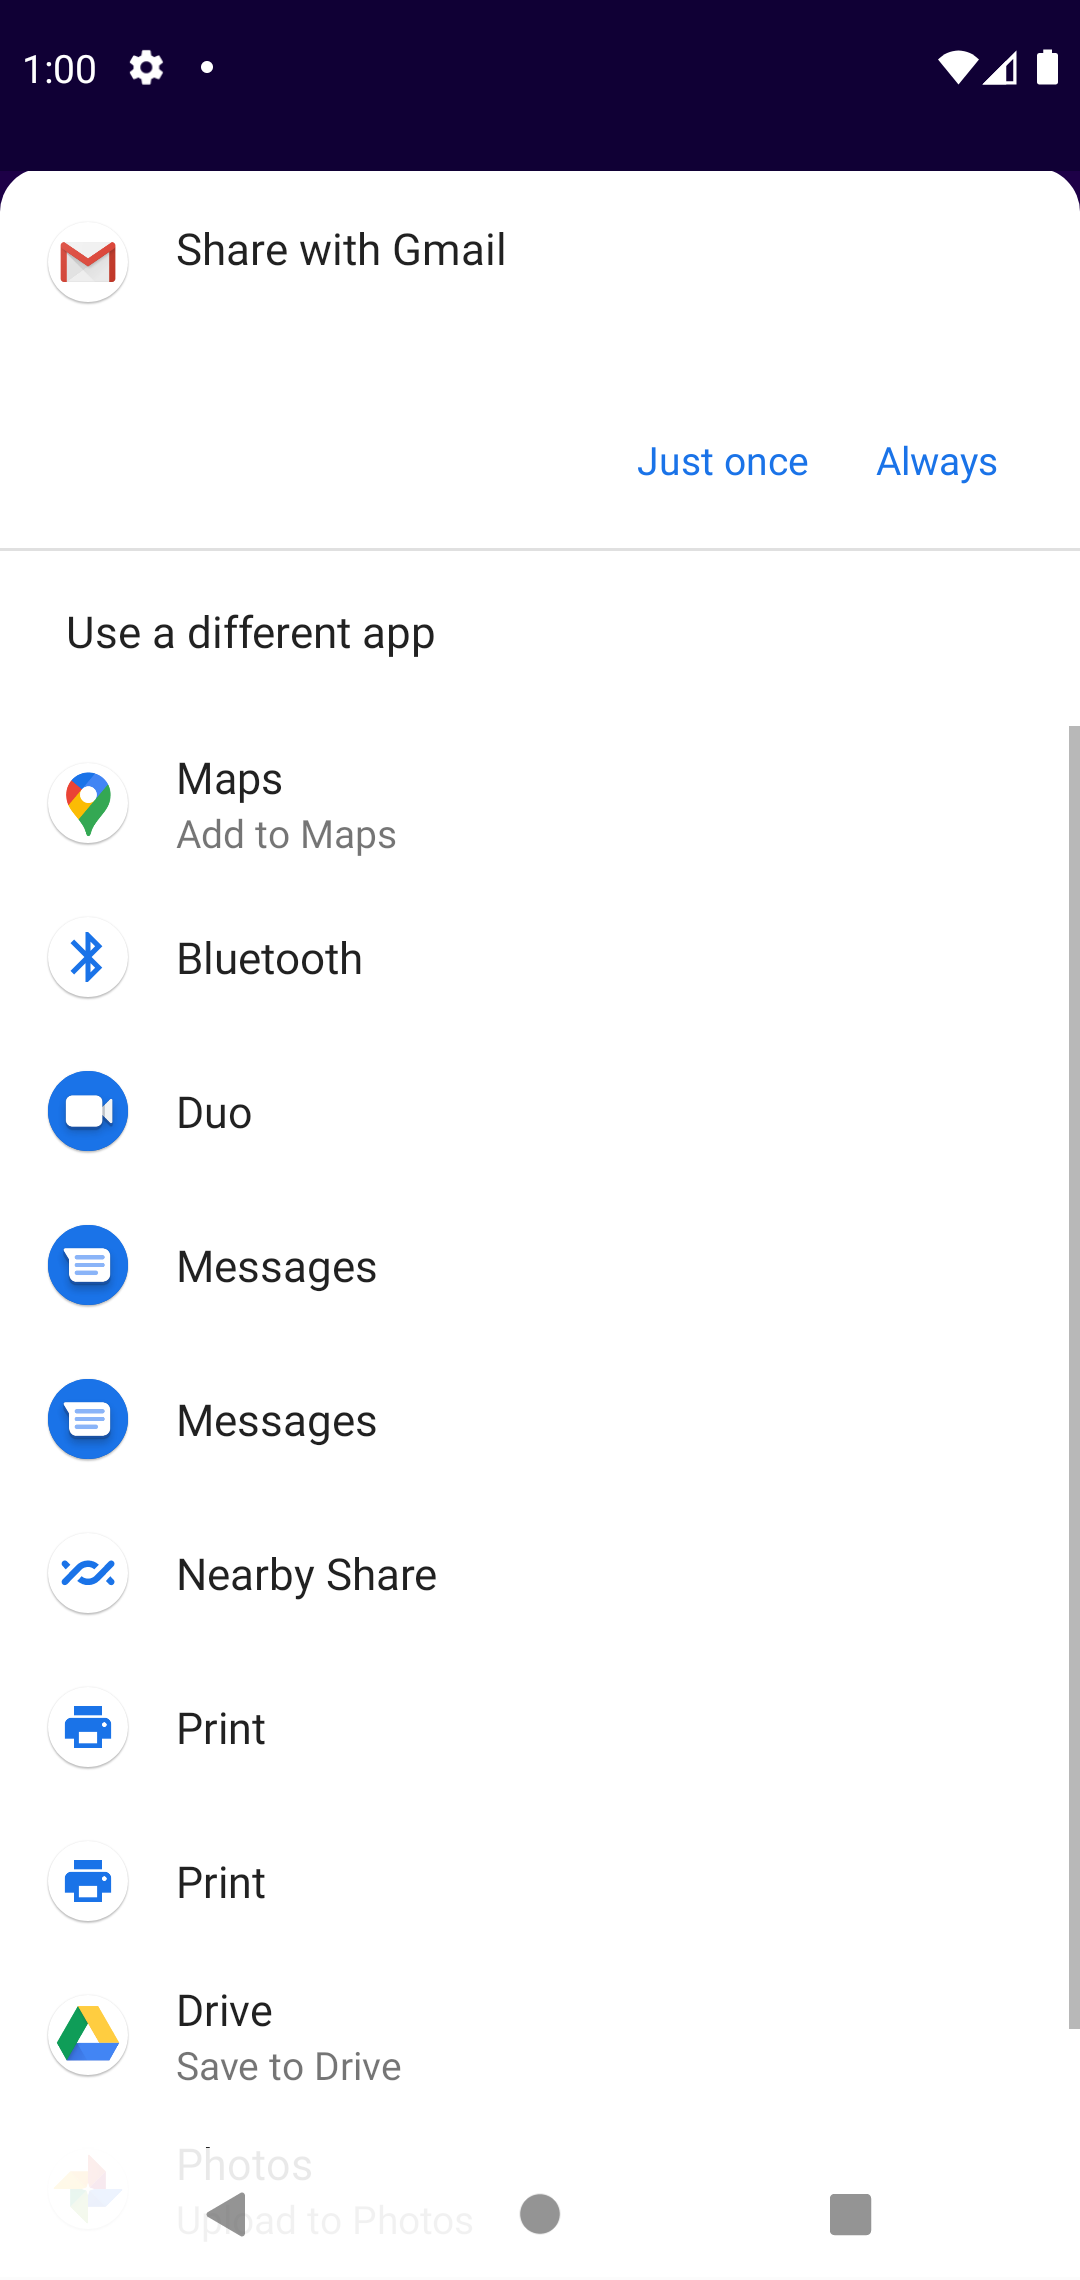 1:00
Share with Gmail
Just once
Always
Use a different app
Maps
Add to Maps
Bluetooth
Duo
Messages
Messages
Nearby Share
Print
Print
Drive
Save to Drive
Photos
Upload to Photos